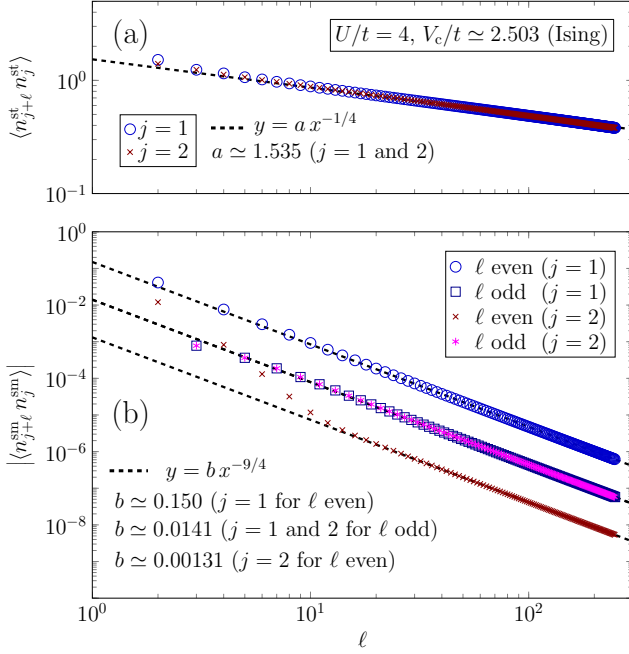 (a)
U/t = 4, V_c/t ≃ 2.503 (Ising)
⟨n^st_{j+ℓ} n^st_j⟩
10^0
10^−1
j = 1
j = 2
y = a x^{−1/4}
a ≃ 1.535 (j = 1 and 2)
10^0
10^−2
10^−4
10^−6
10^−8
|⟨n^sm_{j+ℓ} n^sm_j⟩|
ℓ even (j = 1)
ℓ odd (j = 1)
ℓ even (j = 2)
ℓ odd (j = 2)
(b)
y = b x^{−9/4}
b ≃ 0.150 (j = 1 for ℓ even)
b ≃ 0.0141 (j = 1 and 2 for ℓ odd)
b ≃ 0.00131 (j = 2 for ℓ even)
10^0 10^1 10^2
ℓ